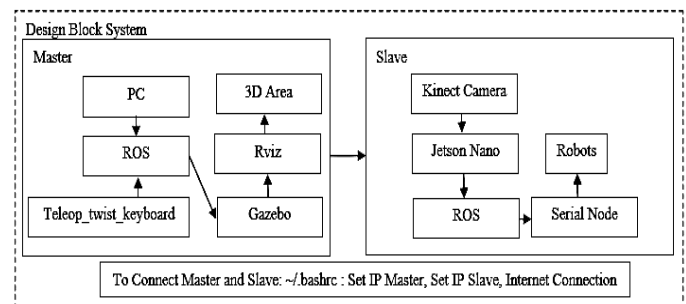 Design Block System
Master
PC
3D Area
ROS
Rviz
Teleop_twist_keyboard
Gazebo
Slave
Kinect Camera
Jetson Nano
Robots
ROS
Serial Node
To Connect Master and Slave: ~/.bashrc : Set IP Master, Set IP Slave, Internet Connection